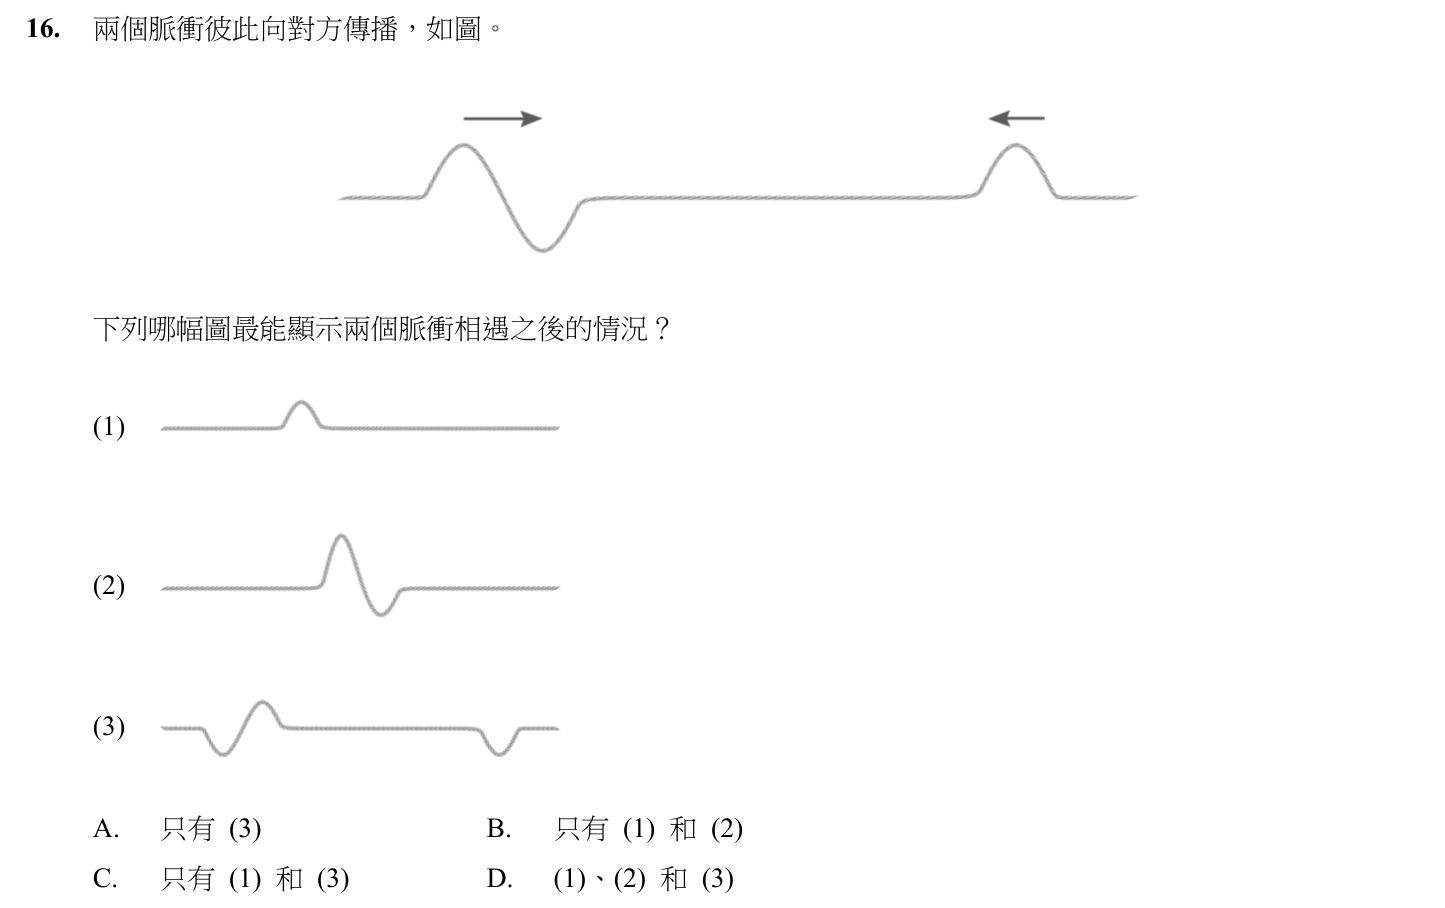 16. 兩個脈衝彼此向對方傳播，如圖。
下列哪幅圖最能顯示兩個脈衝相遇之後的情況？
(1)
(2)
(3)
A. 只有 (3) B. 只有 (1) 和 (2)
C. 只有 (1) 和 (3) D. (1)、(2) 和 (3)